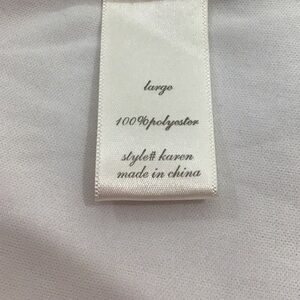 large
100%polyester
style# karen
made in china